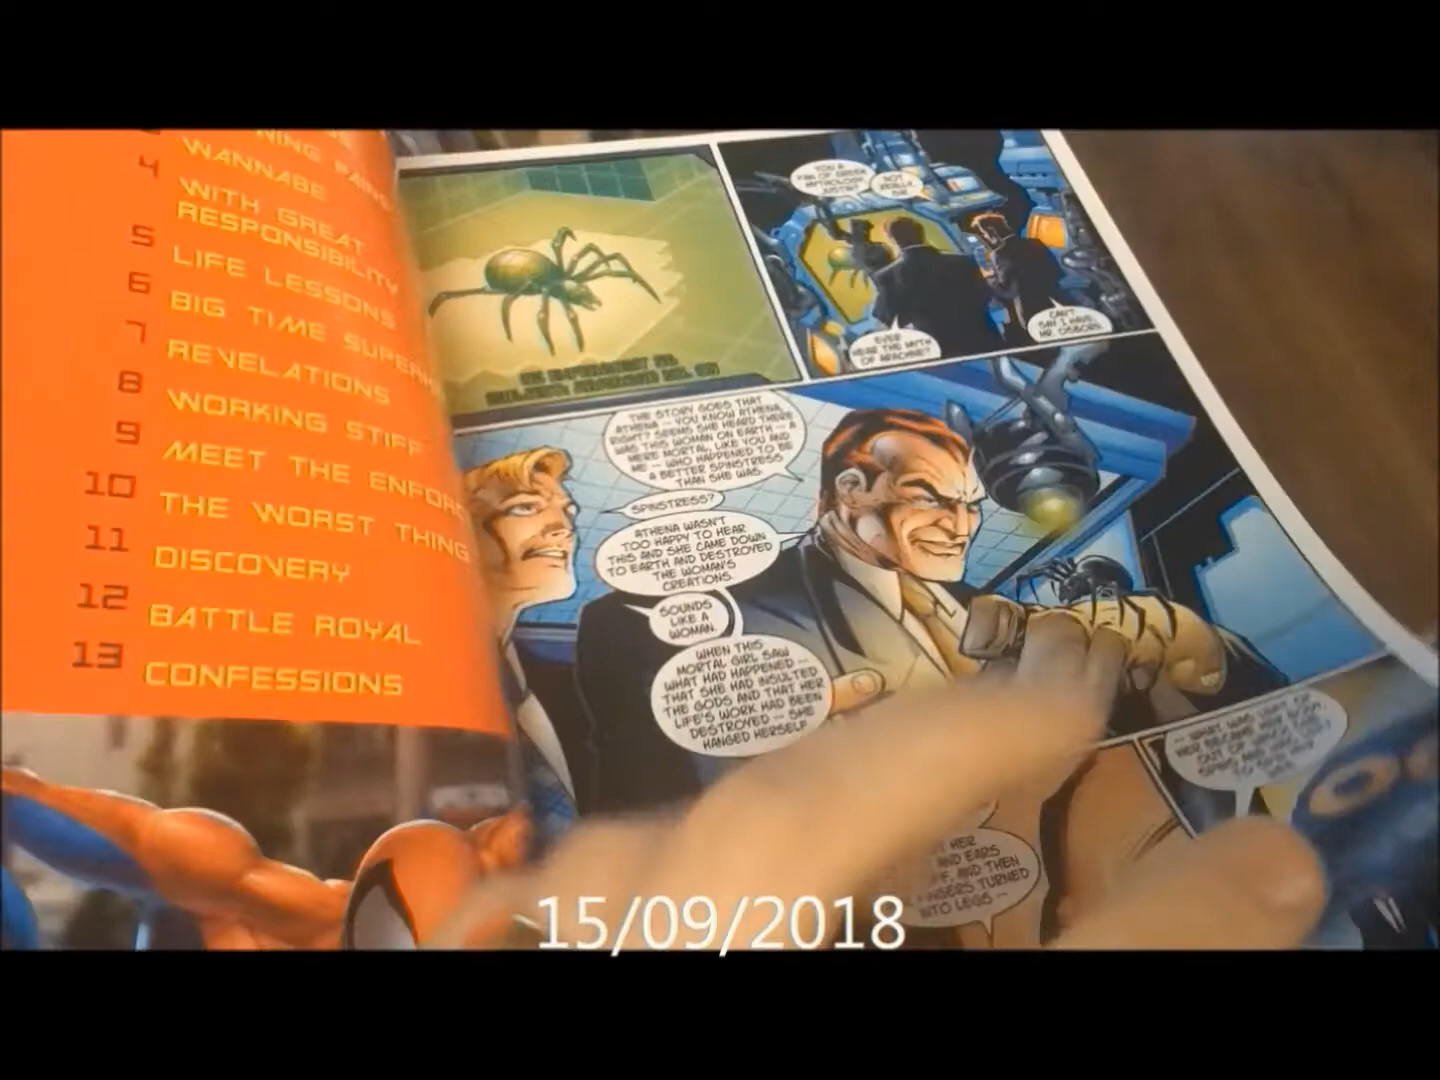 NING PAINS
4
WANNABE
WITH GREAT
RESPONSIBILITY
5
LIFE LESSONS
6
BIG TIME SUPERH
7
REVELATIONS
8
WORKING STIFF
9
MEET THE ENFORC
10
THE WORST THING
11
DISCOVERY
12
BATTLE ROYAL
13
CONFESSIONS
YOU A
FAN OF GREEK
MYTHOLOGY,
JUSTIN?
NOT
REALLY,
SIR.
EVER
HEAR THE MYTH
OF ARACHNE?
CAN'T
SAY I HAVE,
MR. OSBORN.
THE STORY GOES THAT
ATHENA -- YOU KNOW ATHENA,
RIGHT? SEEMS SHE HEARD THERE
WAS THIS WOMAN ON EARTH -- A
MERE MORTAL, LIKE YOU AND
ME -- WHO HAPPENED TO BE
A BETTER SPINSTRESS
THAN SHE WAS.
SPINSTRESS?
ATHENA WASN'T
TOO HAPPY TO HEAR
THIS AND SHE CAME DOWN
TO EARTH AND DESTROYED
THE WOMAN'S
CREATIONS.
SOUNDS
LIKE A
WOMAN.
WHEN THIS
MORTAL GIRL SAW
WHAT HAD HAPPENED --
THAT SHE HAD INSULTED
THE GODS AND THAT HER
LIFE'S WORK HAD BEEN
DESTROYED -- SHE
HANGED HERSELF
HER
AND EARS
AND THEN
FINGERS TURNED
INTO LEGS --
15/09/2018